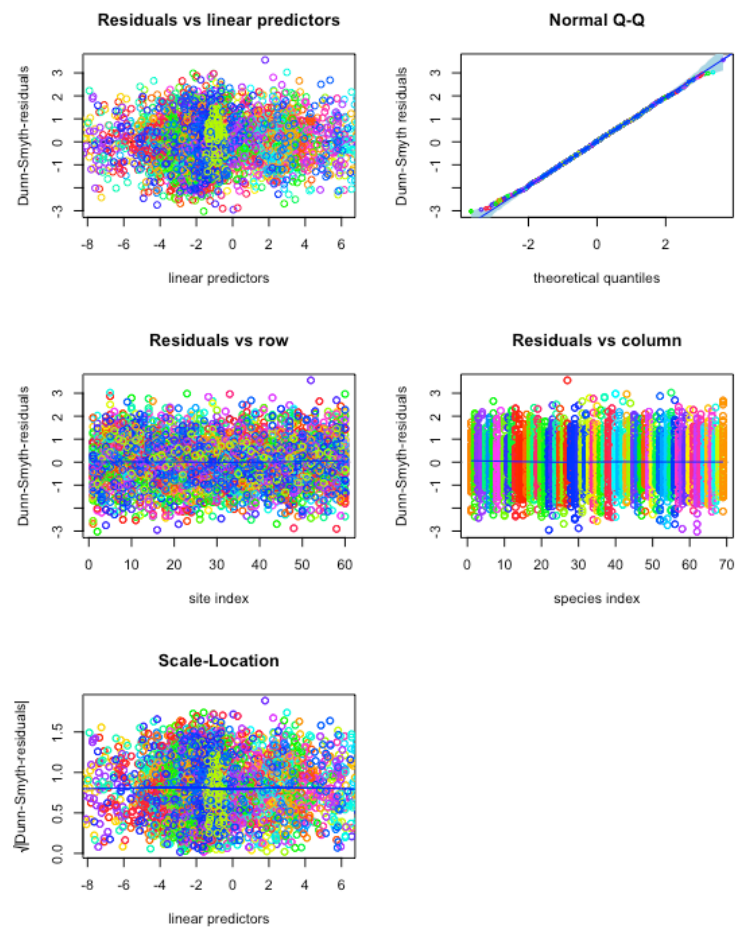 Residuals vs linear predictors
Dunn-Smyth-residuals
3
2
1
0
-1
-3
-8 -6 -4 -2 0 2 4 6
linear predictors
Normal Q-Q
Dunn-Smyth residuals
3
2
1
0
-1
-3
-2 0 2
theoretical quantiles
Residuals vs row
Dunn-Smyth-residuals
3
2
1
0
-1
-3
0 10 20 30 40 50 60
site index
Residuals vs column
Dunn-Smyth-residuals
3
2
1
0
-1
-3
0 10 20 30 40 50 60 70
species index
Scale-Location
√|Dunn-Smyth-residuals|
1.5
1.0
0.5
0.0
-8 -6 -4 -2 0 2 4 6
linear predictors